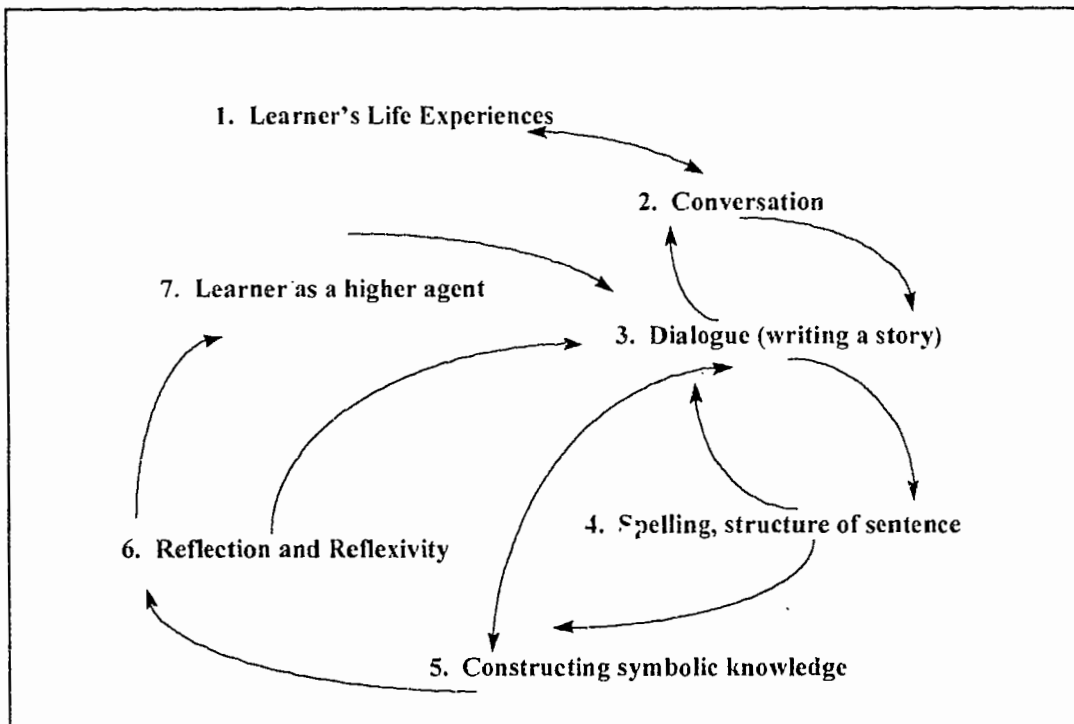 1. Learner's Life Experiences
2. Conversation
7. Learner as a higher agent
3. Dialogue (writing a story)
4. Spelling, structure of sentence
6. Reflection and Reflexivity
5. Constructing symbolic knowledge